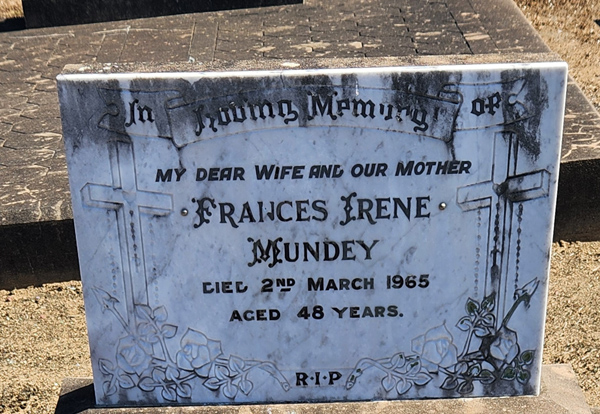 In Loving Memory of
MY DEAR WIFE AND OUR MOTHER
FRANCES IRENE
MUNDEY
DIED 2ND MARCH 1965
AGED 48 YEARS.
R·I·P